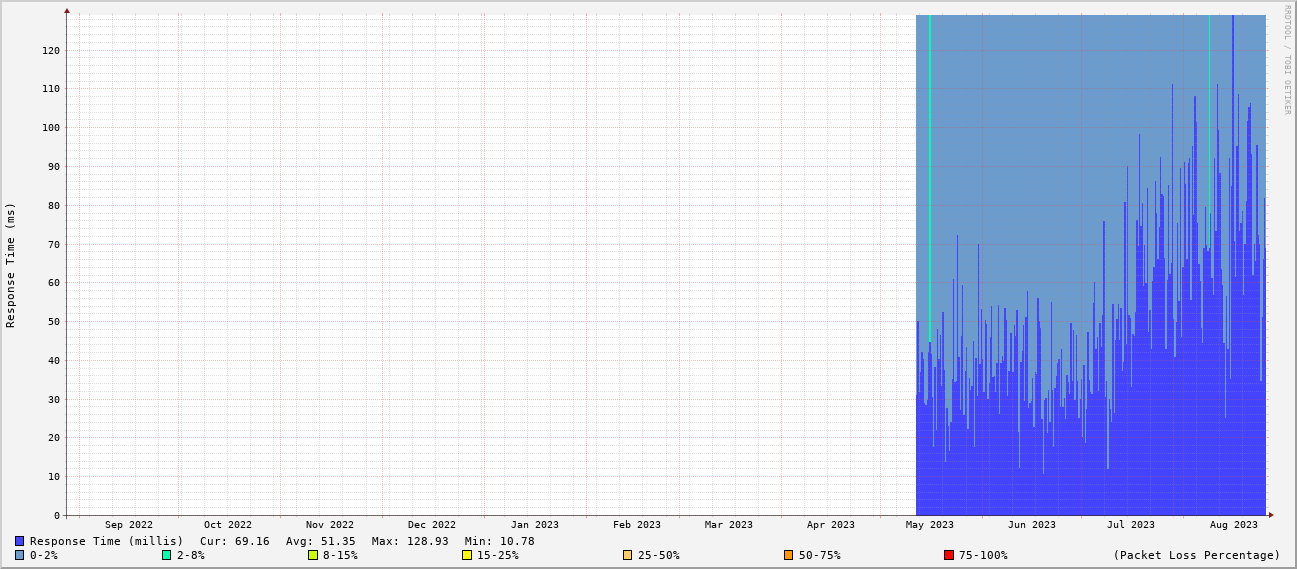 RRDTOOL / TOBI OETIKER
Response Time (ms)
120
110
100
90
80
70
60
50
40
30
20
10
0
Sep 2022 Oct 2022 Nov 2022 Dec 2022 Jan 2023 Feb 2023 Mar 2023 Apr 2023 May 2023 Jun 2023 Jul 2023 Aug 2023
Response Time (millis) Cur: 69.16 Avg: 51.35 Max: 128.93 Min: 10.78
0-2% 2-8% 8-15% 15-25% 25-50% 50-75% 75-100% (Packet Loss Percentage)